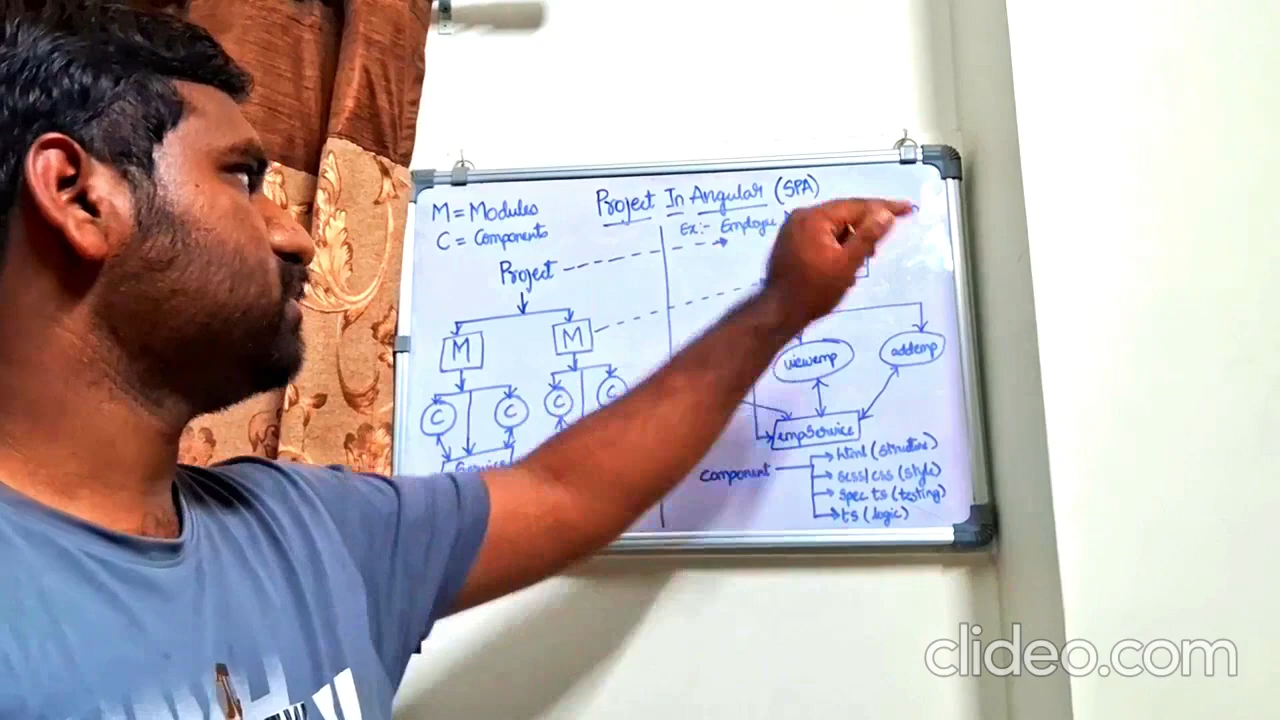 Project In Angular (SPA)
M = Modules
C = Components
Ex:- Employee
Project
M
M
C
C
C
C
Service
viewemp
addemp
empService
component
html (structure)
scss/css (style)
spec ts (testing)
ts (logic)
clideo.com